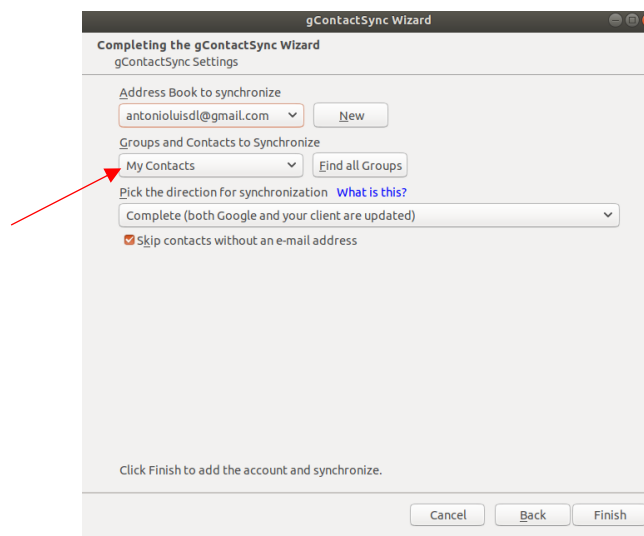 gContactSync Wizard
Completing the gContactSync Wizard
gContactSync Settings
Address Book to synchronize
antonioluisdl@gmail.com New
Groups and Contacts to Synchronize
My Contacts Find all Groups
Pick the direction for synchronization What is this?
Complete (both Google and your client are updated)
Skip contacts without an e-mail address
Click Finish to add the account and synchronize.
Cancel Back Finish